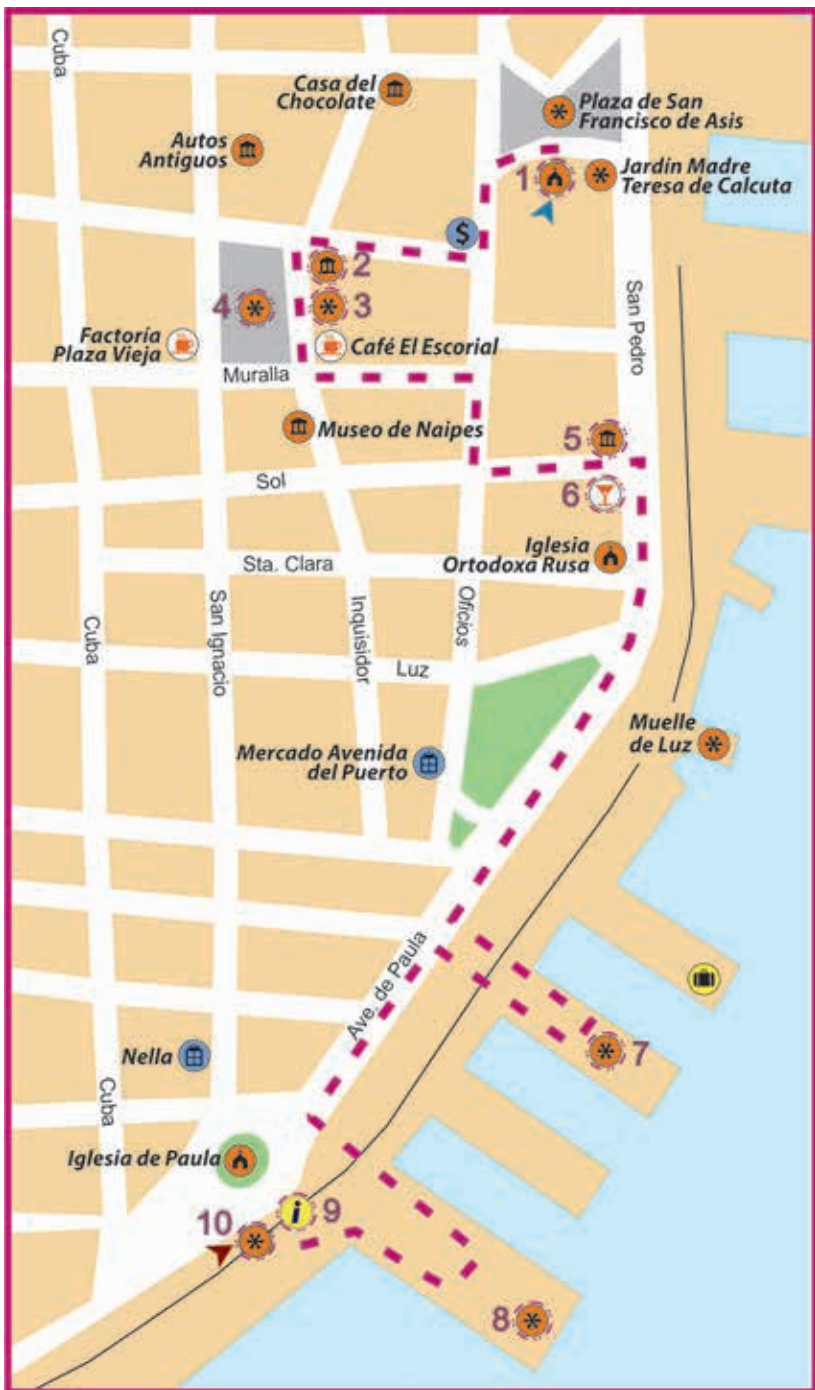 Cuba
Casa del
Chocolate
Plaza de San
Francisco de Asis
Autos
Antiguos
1
Jardín Madre
Teresa de Calcuta
$
2
4
3
San Pedro
Factoría
Plaza Vieja
Café El Escorial
Muralla
Museo de Naipes
5
Sol
6
Iglesia
Ortodoxa Rusa
Sta. Clara
Cuba
San Ignacio
Inquisidor
Oficios
Luz
Muelle
de Luz
Mercado Avenida
del Puerto
Ave. de Paula
Nella
7
Cuba
Iglesia de Paula
10
i
9
8